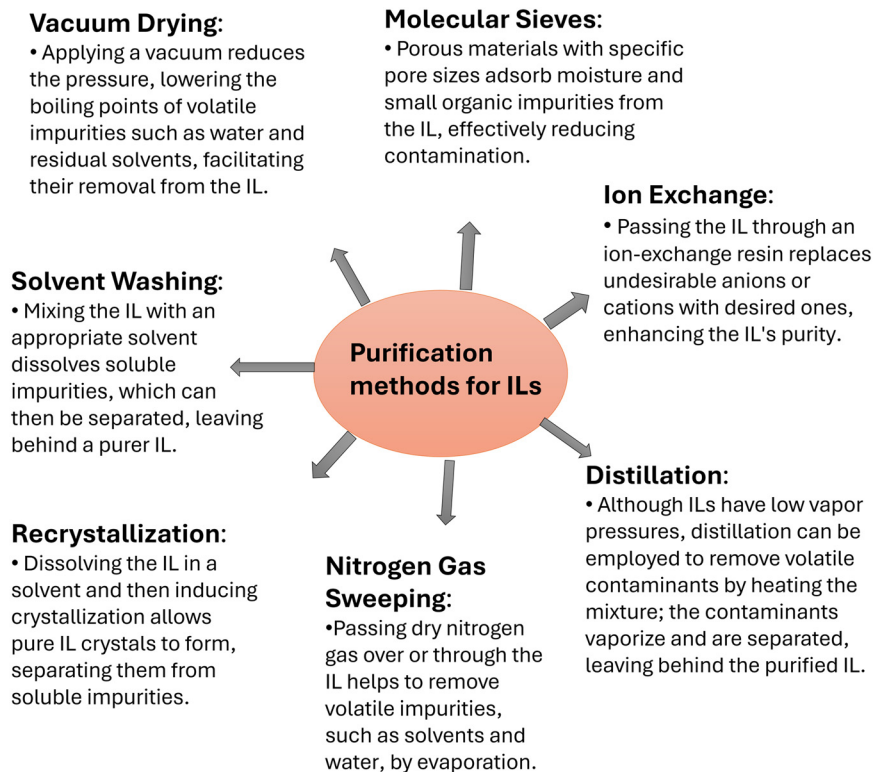 Vacuum Drying:
• Applying a vacuum reduces
the pressure, lowering the
boiling points of volatile
impurities such as water and
residual solvents, facilitating
their removal from the IL.
Molecular Sieves:
• Porous materials with specific
pore sizes adsorb moisture and
small organic impurities from
the IL, effectively reducing
contamination.
Ion Exchange:
• Passing the IL through an
ion-exchange resin replaces
undesirable anions or
cations with desired ones,
enhancing the IL's purity.
Solvent Washing:
• Mixing the IL with an
appropriate solvent
dissolves soluble
impurities, which can
then be separated, leaving
behind a purer IL.
Purification
methods for ILs
Distillation:
• Although ILs have low vapor
pressures, distillation can be
employed to remove volatile
contaminants by heating the
mixture; the contaminants
vaporize and are separated,
leaving behind the purified IL.
Recrystallization:
• Dissolving the IL in a
solvent and then inducing
crystallization allows
pure IL crystals to form,
separating them from
soluble impurities.
Nitrogen Gas
Sweeping:
•Passing dry nitrogen
gas over or through the
IL helps to remove
volatile impurities,
such as solvents and
water, by evaporation.